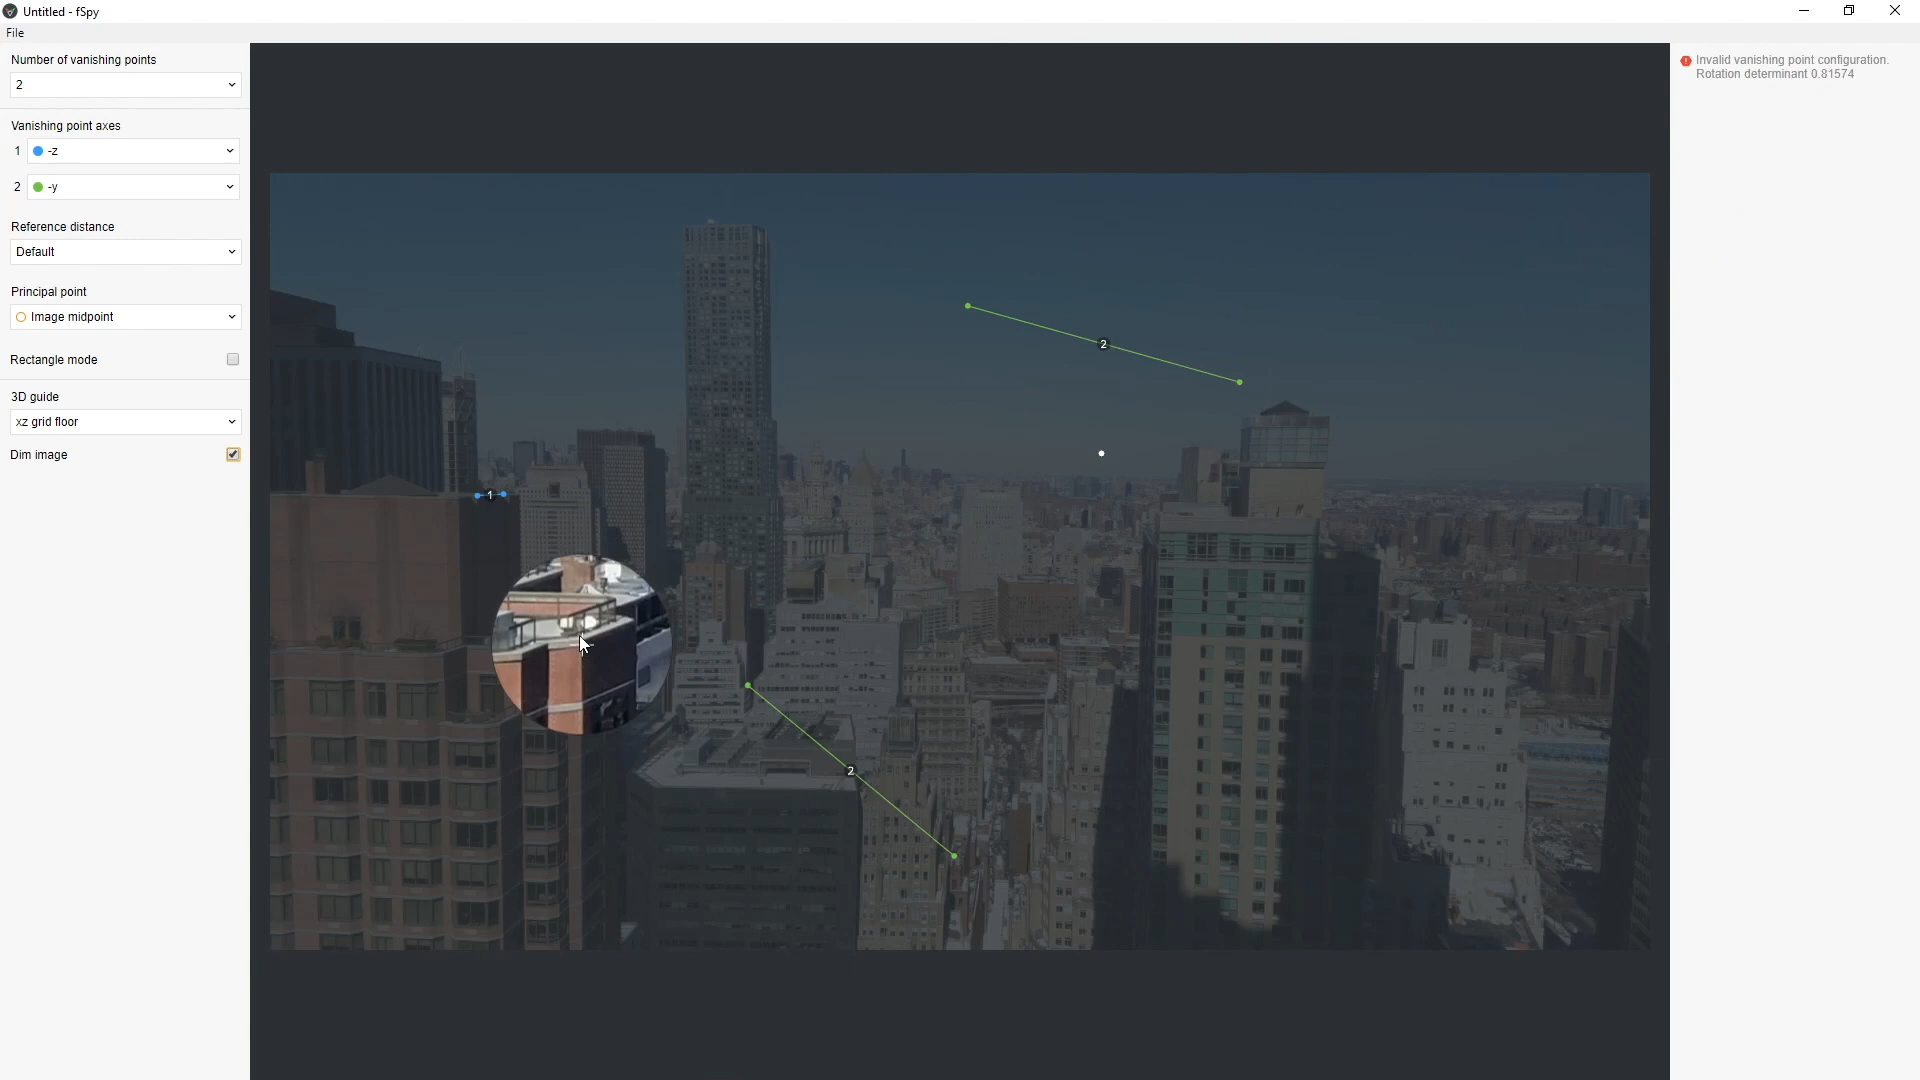 Untitled - fSpy
File
Number of vanishing points
2
Vanishing point axes
1 -z
2 -y
Reference distance
Default
Principal point
Image midpoint
Rectangle mode
3D guide
xz grid floor
Dim image
Invalid vanishing point configuration.
Rotation determinant 0.81574
2
1
2